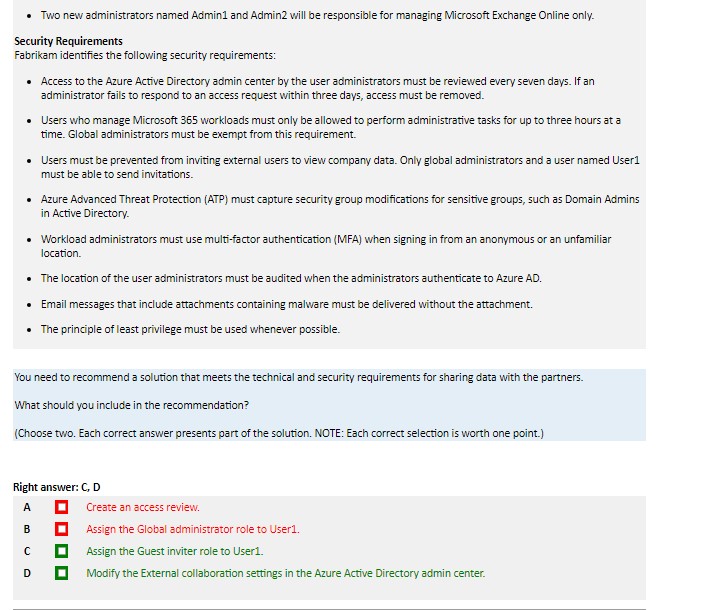 • Two new administrators named Admin1 and Admin2 will be responsible for managing Microsoft Exchange Online only.
Security Requirements
Fabrikam identifies the following security requirements:
• Access to the Azure Active Directory admin center by the user administrators must be reviewed every seven days. If an
administrator fails to respond to an access request within three days, access must be removed.
• Users who manage Microsoft 365 workloads must only be allowed to perform administrative tasks for up to three hours at a
time. Global administrators must be exempt from this requirement.
• Users must be prevented from inviting external users to view company data. Only global administrators and a user named User1
must be able to send invitations.
• Azure Advanced Threat Protection (ATP) must capture security group modifications for sensitive groups, such as Domain Admins
in Active Directory.
• Workload administrators must use multi-factor authentication (MFA) when signing in from an anonymous or an unfamiliar
location.
• The location of the user administrators must be audited when the administrators authenticate to Azure AD.
• Email messages that include attachments containing malware must be delivered without the attachment.
• The principle of least privilege must be used whenever possible.
You need to recommend a solution that meets the technical and security requirements for sharing data with the partners.
What should you include in the recommendation?
(Choose two. Each correct answer presents part of the solution. NOTE: Each correct selection is worth one point.)
Right answer: C, D
A Create an access review.
B Assign the Global administrator role to User1.
C Assign the Guest inviter role to User1.
D Modify the External collaboration settings in the Azure Active Directory admin center.